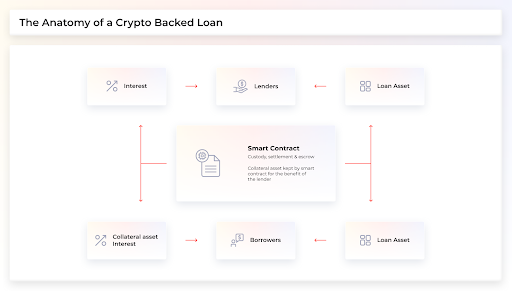 The Anatomy of a Crypto Backed Loan
Interest
Lenders
Loan Asset
Smart Contract
Custody, settlement & escrow
Collateral asset kept by smart
contract for the benefit of
the lender
Collateral asset
Interest
Borrowers
Loan Asset